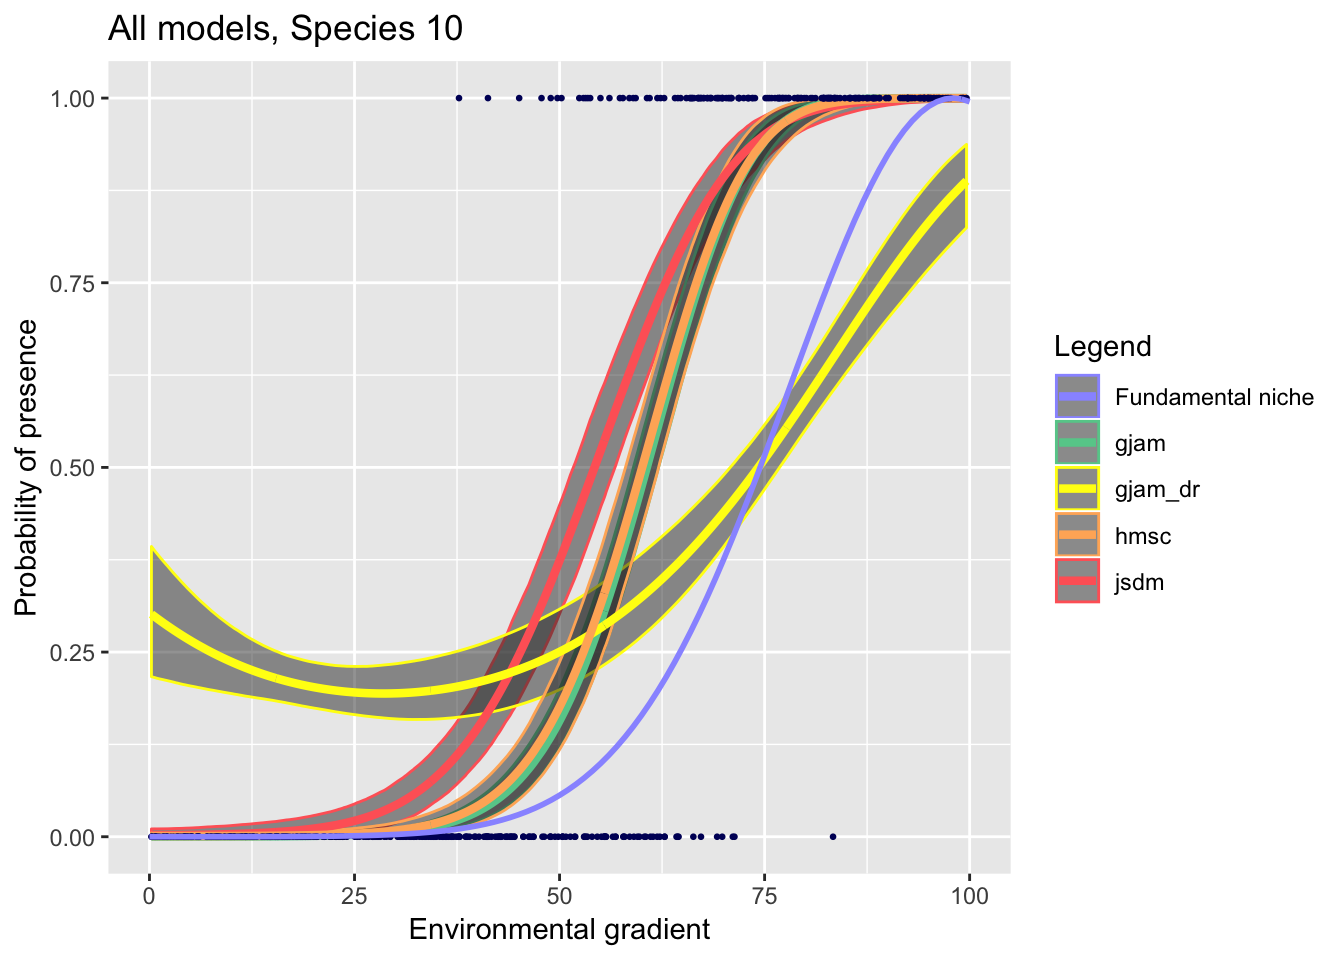 All models, Species 10
Probability of presence
1.00
0.75
0.50
0.25
0.00
0
25
50
75
100
Environmental gradient
Legend
Fundamental niche
gjam
gjam_dr
hmsc
jsdm